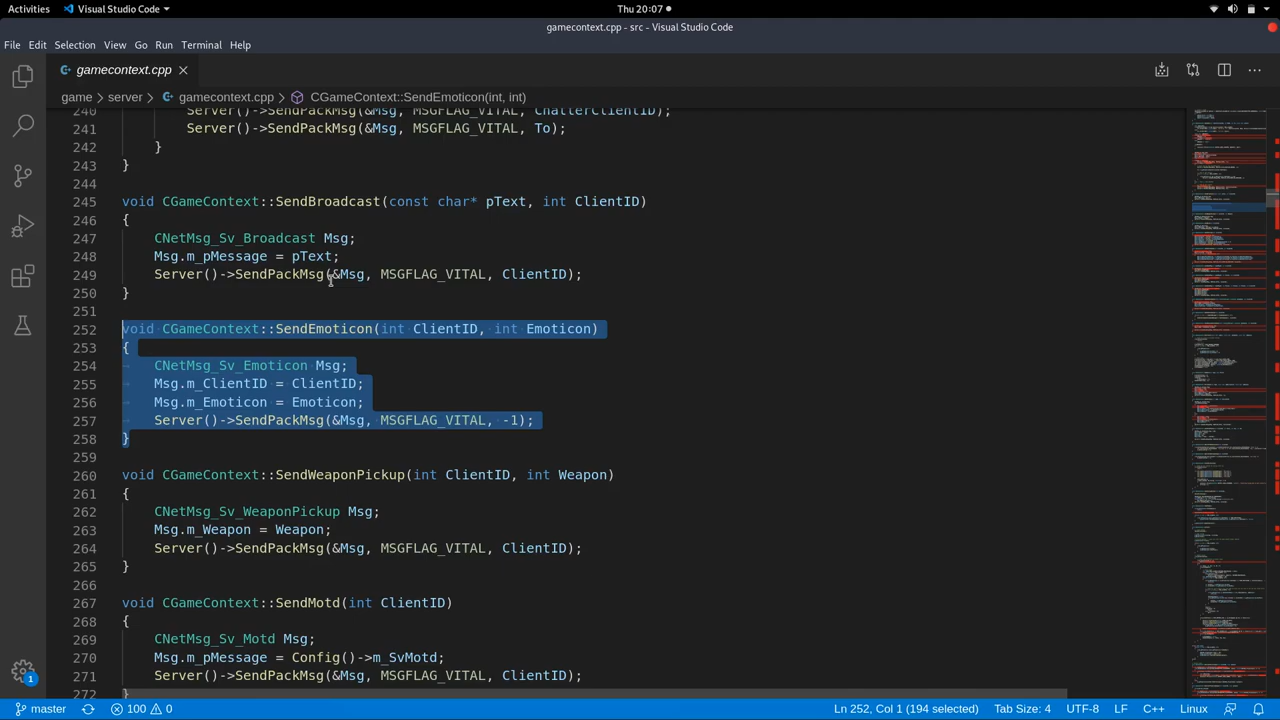 Activities
Visual Studio Code
Thu 20:07
gamecontext.cpp - src - Visual Studio Code
File Edit Selection View Go Run Terminal Help
gamecontext.cpp
game > server > gamecontext.cpp > CGameContext::SendEmoticon(int, int)
240 Server()->SendPackMsg(&Msg, MSGFLAG_VITAL, ChatterClientID);
241 Server()->SendPackMsg(&Msg, MSGFLAG_VITAL, To);
242 }
243 }
244
245 void CGameContext::SendBroadcast(const char* pText, int ClientID)
246 {
247 CNetMsg_Sv_Broadcast Msg;
248 Msg.m_pMessage = pText;
249 Server()->SendPackMsg(&Msg, MSGFLAG_VITAL, ClientID);
250 }
251
252 void CGameContext::SendEmoticon(int ClientID, int Emoticon)
253 {
254 CNetMsg_Sv_Emoticon Msg;
255 Msg.m_ClientID = ClientID;
256 Msg.m_Emoticon = Emoticon;
257 Server()->SendPackMsg(&Msg, MSGFLAG_VITAL, -1);
258 }
259
260 void CGameContext::SendWeaponPickup(int ClientID, int Weapon)
261 {
262 CNetMsg_Sv_WeaponPickup Msg;
263 Msg.m_Weapon = Weapon;
264 Server()->SendPackMsg(&Msg, MSGFLAG_VITAL, ClientID);
265 }
266
267 void CGameContext::SendMotd(int ClientID)
268 {
269 CNetMsg_Sv_Motd Msg;
270 Msg.m_pMessage = Config()->m_SvMotd;
271 Server()->SendPackMsg(&Msg, MSGFLAG_VITAL, ClientID);
272 }
1
master 100 0 Ln 252, Col 1 (194 selected) Tab Size: 4 UTF-8 LF C++ Linux